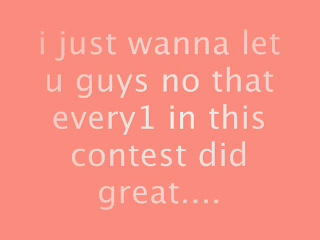 i just wanna let
u guys no that
every1 in this
contest did
great....